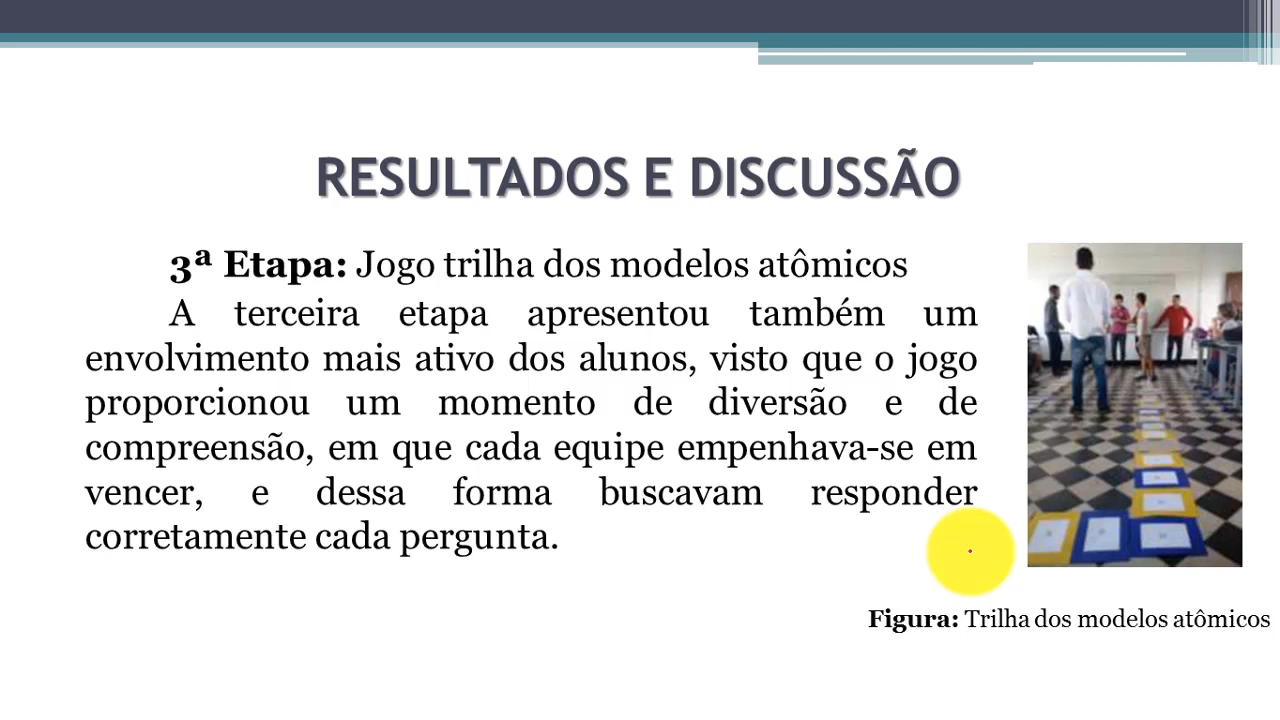 RESULTADOS E DISCUSSÃO
3ª Etapa: Jogo trilha dos modelos atômicos
A terceira etapa apresentou também um
envolvimento mais ativo dos alunos, visto que o jogo
proporcionou um momento de diversão e de
compreensão, em que cada equipe empenhava-se em
vencer, e dessa forma buscavam responder
corretamente cada pergunta.
Figura: Trilha dos modelos atômicos